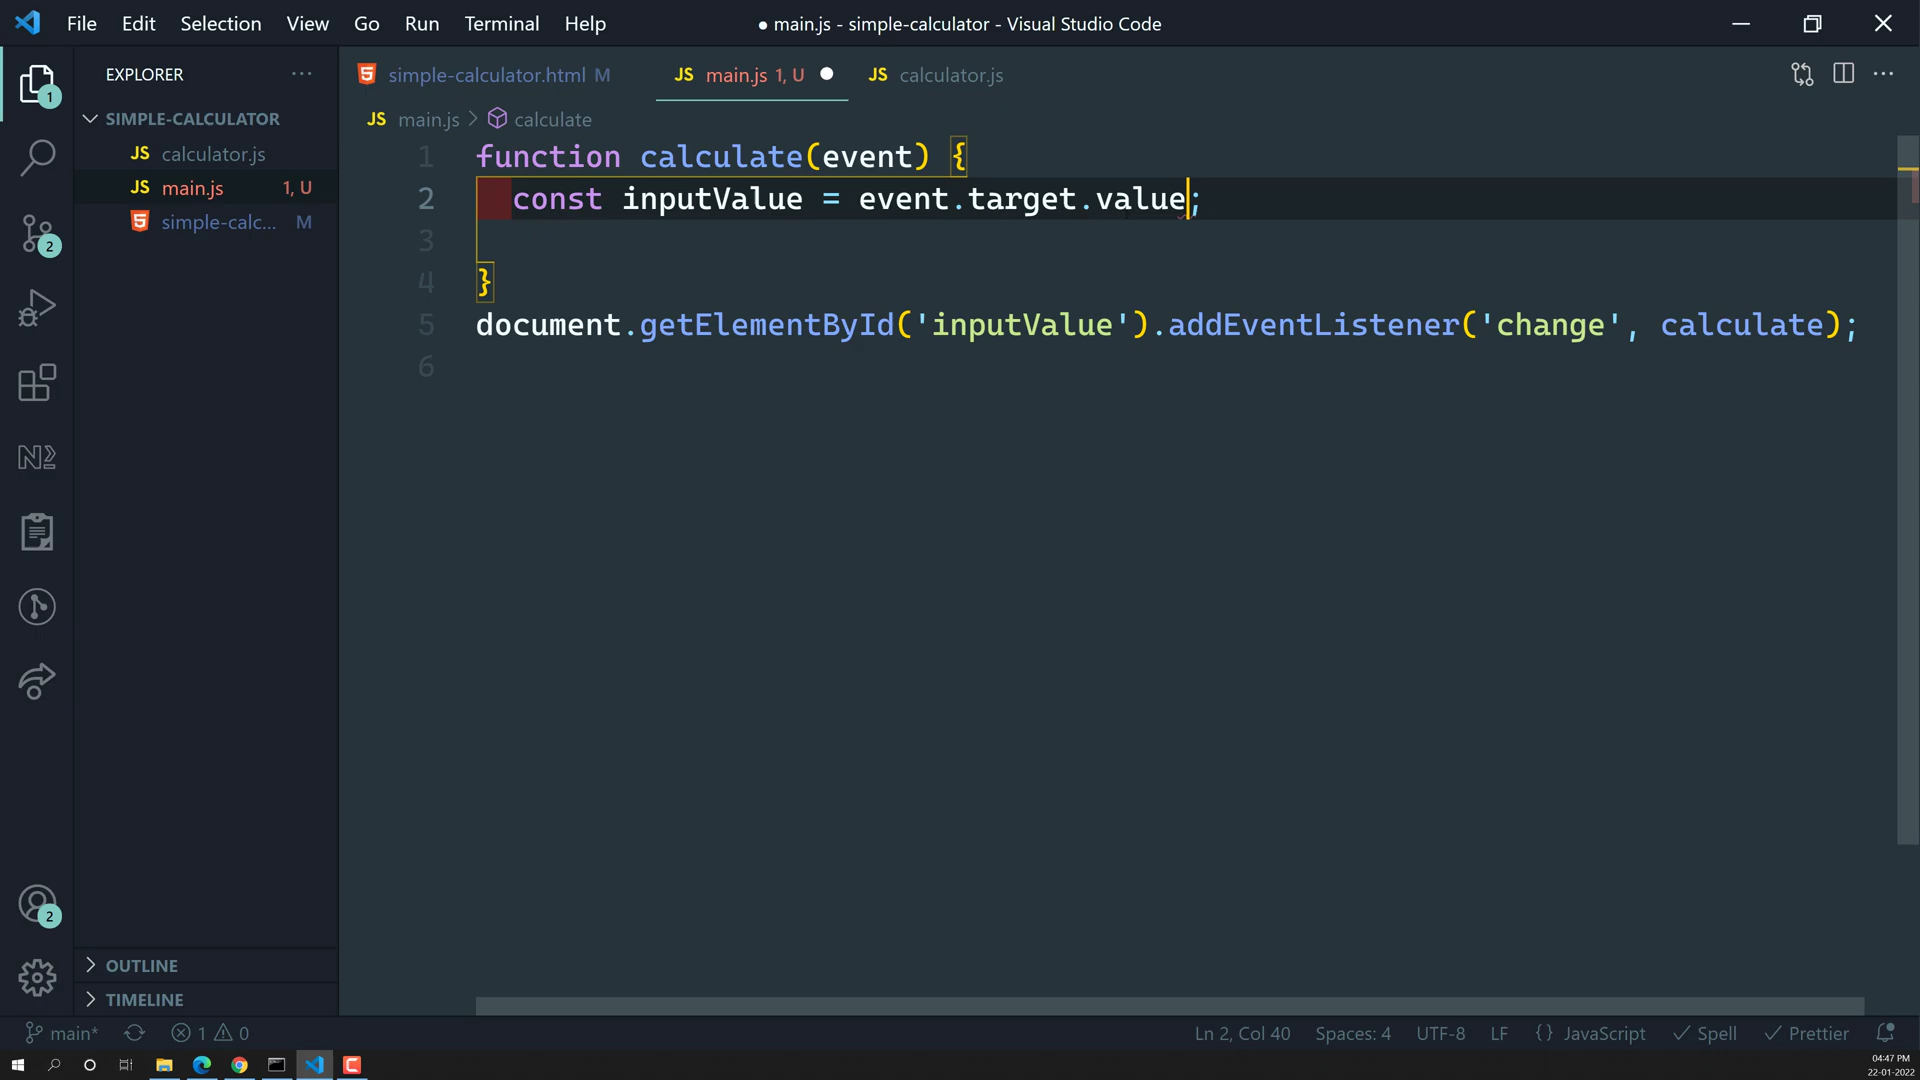 File Edit Selection View Go Run Terminal Help
● main.js - simple-calculator - Visual Studio Code
EXPLORER ...
SIMPLE-CALCULATOR
JS calculator.js
JS main.js 1, U
simple-calc... M
OUTLINE
TIMELINE
1
2
2
simple-calculator.html M
JS main.js 1, U
JS calculator.js
JS main.js > calculate
1 function calculate(event) {
2 const inputValue = event.target.value;
3
4 }
5 document.getElementById('inputValue').addEventListener('change', calculate);
6
main* 1 0
Ln 2, Col 40 Spaces: 4 UTF-8 LF {} JavaScript Spell Prettier
04:47 PM
22-01-2022